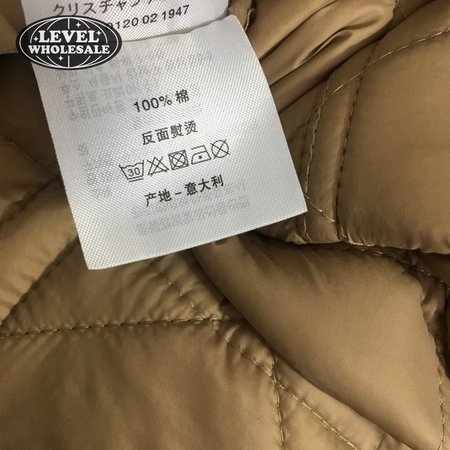 LEVEL
WHOLESALE
クリスチャン
0120 02 1947
100% 棉
反面熨烫
30
产地 – 意大利